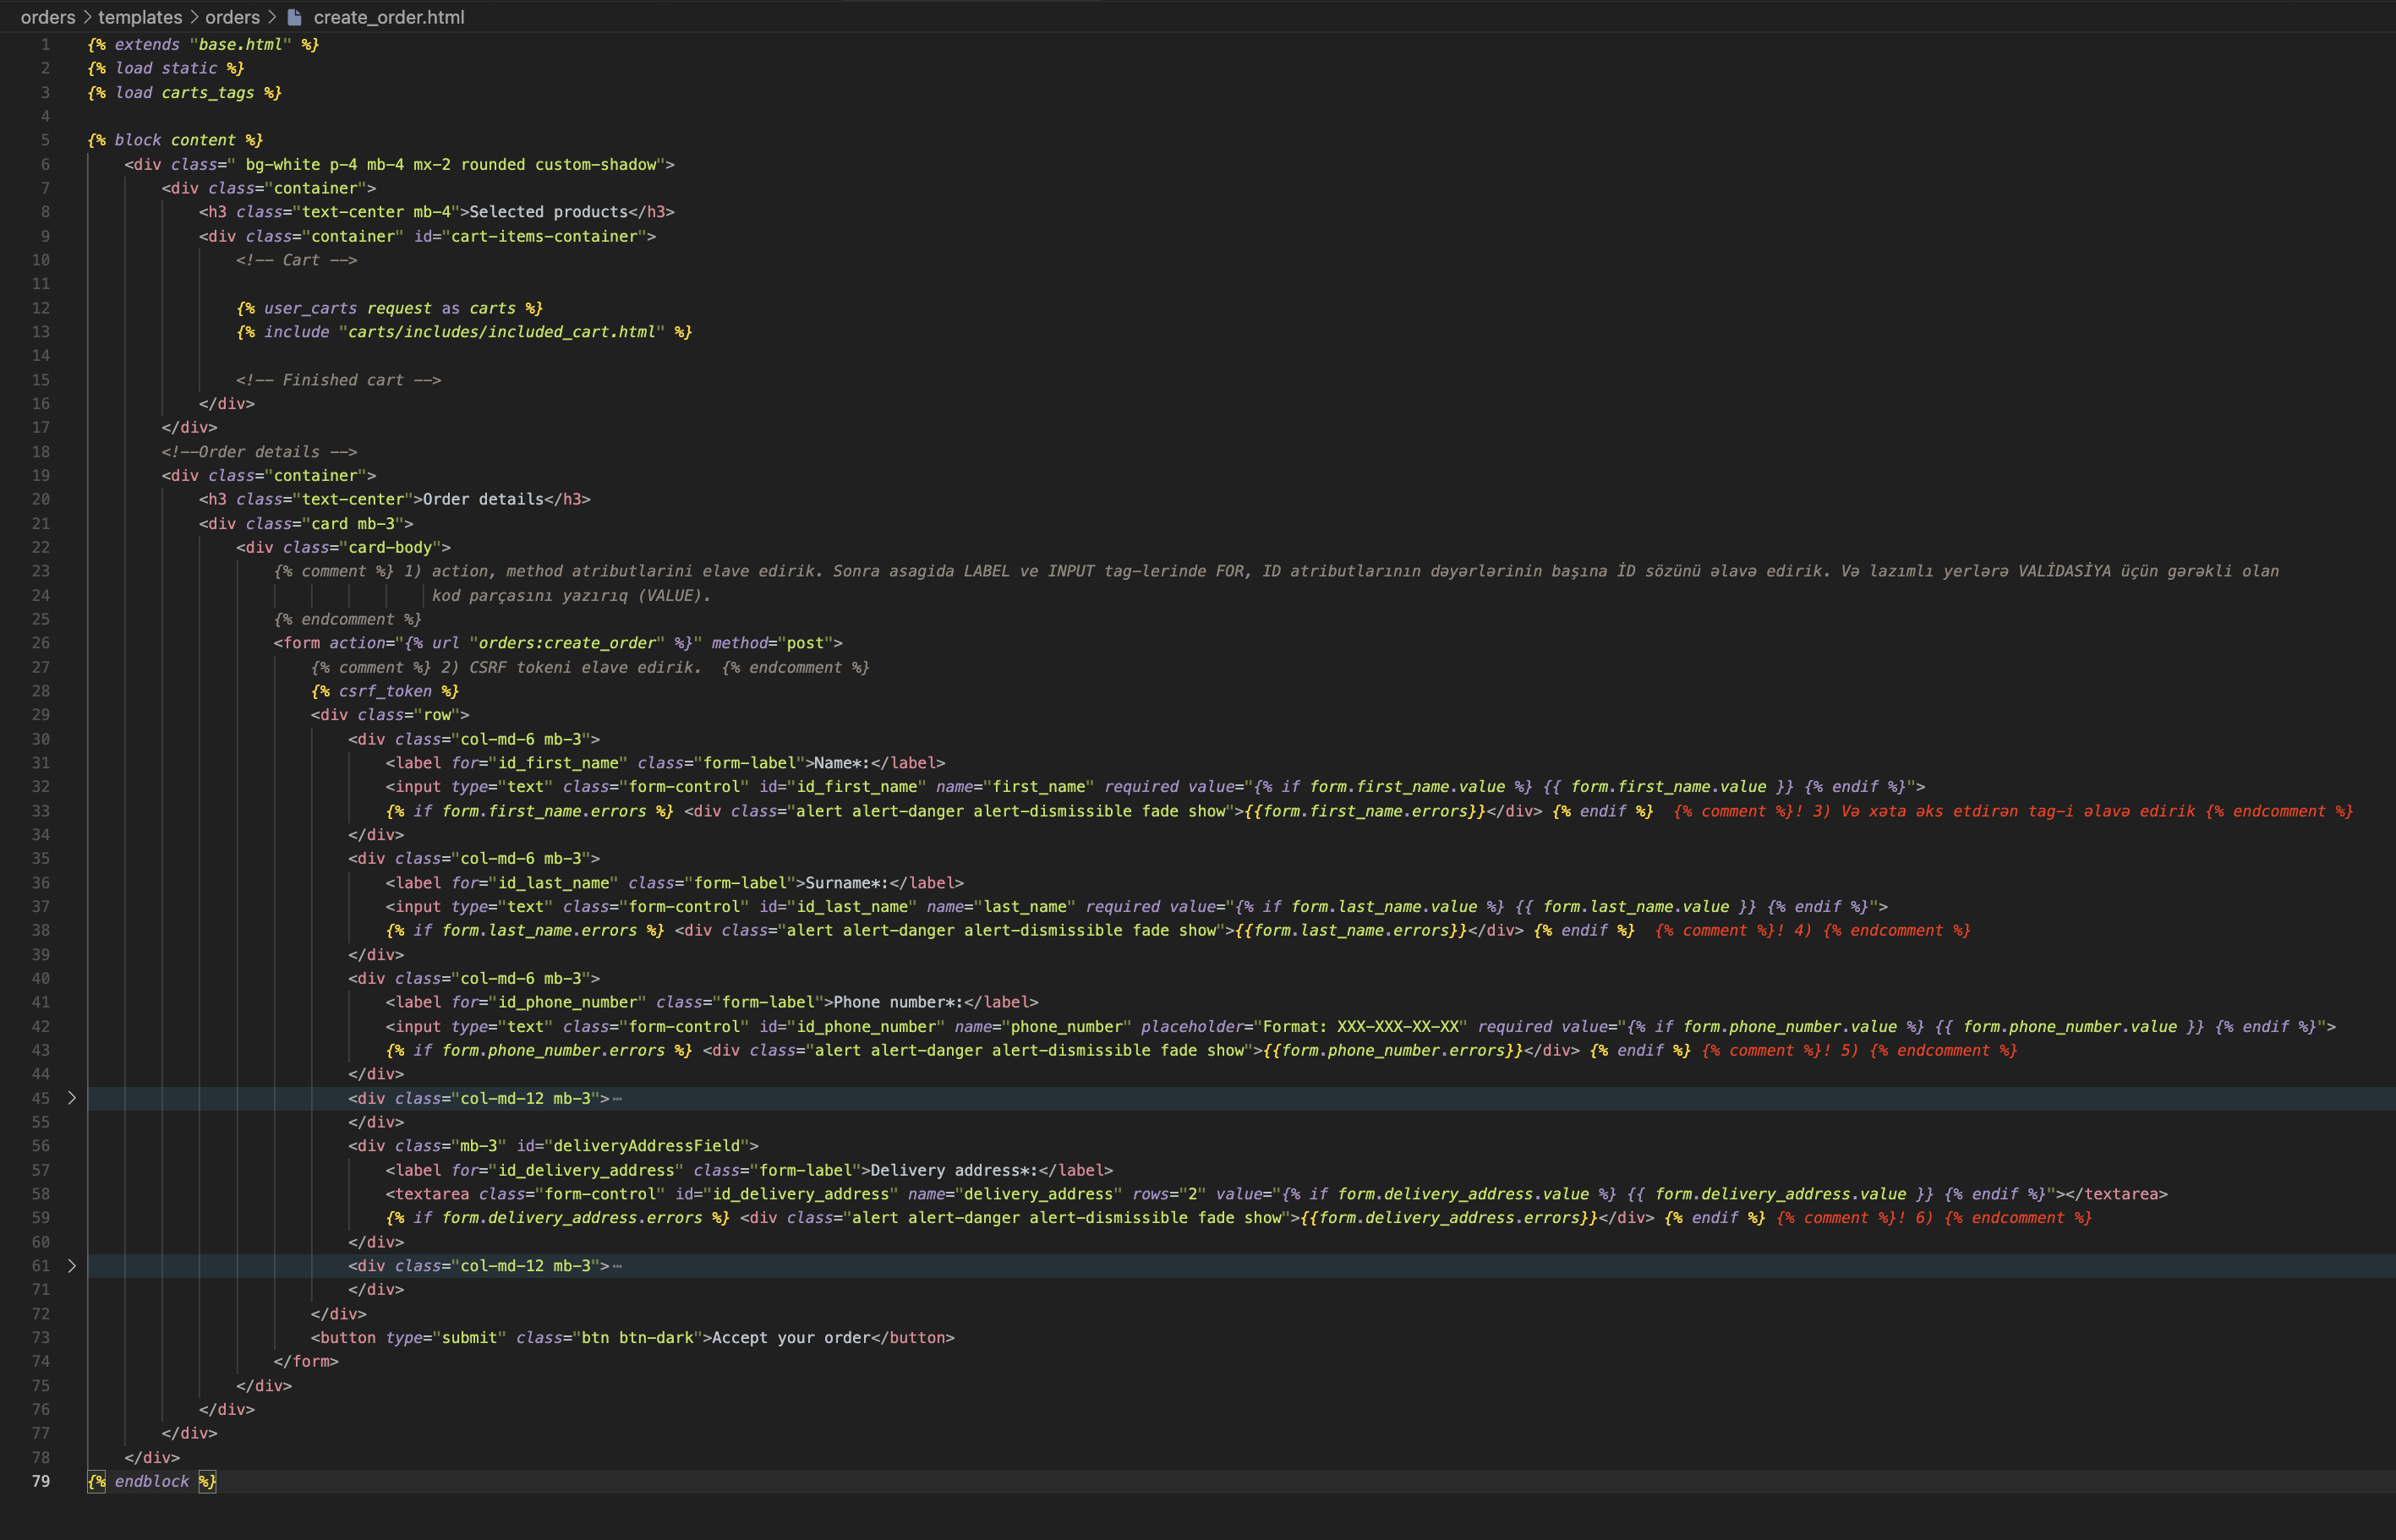 orders > templates > orders > create_order.html
1 {% extends "base.html" %}
2 {% load static %}
3 {% load carts_tags %}
4
5 {% block content %}
6 <div class=" bg-white p-4 mb-4 mx-2 rounded custom-shadow">
7 <div class="container">
8 <h3 class="text-center mb-4">Selected products</h3>
9 <div class="container" id="cart-items-container">
10 <!-- Cart -->
11
12 {% user_carts request as carts %}
13 {% include "carts/includes/included_cart.html" %}
14
15 <!-- Finished cart -->
16 </div>
17 </div>
18 <!--Order details -->
19 <div class="container">
20 <h3 class="text-center">Order details</h3>
21 <div class="card mb-3">
22 <div class="card-body">
23 {% comment %} 1) action, method atributlarini elave edirik. Sonra asagida LABEL ve INPUT tag-lerinde FOR, ID atributlarının dəyərlərinin başına İD sözünü əlavə edirik. Və lazımlı yerlərə VALİDASİYA üçün gərəkli olan
24 kod parçasını yazırıq (VALUE).
25 {% endcomment %}
26 <form action="{% url "orders:create_order" %}" method="post">
27 {% comment %} 2) CSRF tokeni elave edirik.  {% endcomment %}
28 {% csrf_token %}
29 <div class="row">
30 <div class="col-md-6 mb-3">
31 <label for="id_first_name" class="form-label">Name*:</label>
32 <input type="text" class="form-control" id="id_first_name" name="first_name" required value="{% if form.first_name.value %} {{ form.first_name.value }} {% endif %}">
33 {% if form.first_name.errors %} <div class="alert alert-danger alert-dismissible fade show">{{form.first_name.errors}}</div> {% endif %}  {% comment %}! 3) Və xəta əks etdirən tag-i əlavə edirik {% endcomment %}
34 </div>
35 <div class="col-md-6 mb-3">
36 <label for="id_last_name" class="form-label">Surname*:</label>
37 <input type="text" class="form-control" id="id_last_name" name="last_name" required value="{% if form.last_name.value %} {{ form.last_name.value }} {% endif %}">
38 {% if form.last_name.errors %} <div class="alert alert-danger alert-dismissible fade show">{{form.last_name.errors}}</div> {% endif %}  {% comment %}! 4) {% endcomment %}
39 </div>
40 <div class="col-md-6 mb-3">
41 <label for="id_phone_number" class="form-label">Phone number*:</label>
42 <input type="text" class="form-control" id="id_phone_number" name="phone_number" placeholder="Format: XXX-XXX-XX-XX" required value="{% if form.phone_number.value %} {{ form.phone_number.value }} {% endif %}">
43 {% if form.phone_number.errors %} <div class="alert alert-danger alert-dismissible fade show">{{form.phone_number.errors}}</div> {% endif %} {% comment %}! 5) {% endcomment %}
44 </div>
45 > <div class="col-md-12 mb-3">⋯
55 </div>
56 <div class="mb-3" id="deliveryAddressField">
57 <label for="id_delivery_address" class="form-label">Delivery address*:</label>
58 <textarea class="form-control" id="id_delivery_address" name="delivery_address" rows="2" value="{% if form.delivery_address.value %} {{ form.delivery_address.value }} {% endif %}"></textarea>
59 {% if form.delivery_address.errors %} <div class="alert alert-danger alert-dismissible fade show">{{form.delivery_address.errors}}</div> {% endif %} {% comment %}! 6) {% endcomment %}
60 </div>
61 > <div class="col-md-12 mb-3">⋯
71 </div>
72 </div>
73 <button type="submit" class="btn btn-dark">Accept your order</button>
74 </form>
75 </div>
76 </div>
77 </div>
78 </div>
79 {% endblock %}